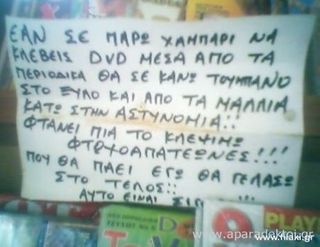 ΕΑΝ ΣΕ ΠΑΡΩ ΧΑΜΠΑΡΙ ΝΑ
ΚΛΕΒΕΙΣ DVD ΜΕΣΑ ΑΠΟ ΤΑ
ΠΕΡΙΟΔΙΚΑ ΘΑ ΣΕ ΚΑΝΩ ΤΟΥΜΠΑΝΟ
ΣΤΟ ΞΥΛΟ ΚΑΙ ΑΠΟ ΤΑ ΜΑΛΛΙΑ
ΚΑΤΩ ΣΤΗΝ ΑΣΤΥΝΟΜΙΑ!!
ΦΤΑΝΕΙ ΠΙΑ ΤΟ ΚΛΕΨΙΜΟ
ΦΤΩΧΟΑΠΑΤΕΩΝΕΣ!!!
ΠΟΥ ΘΑ ΠΑΕΙ ΕΓΩ ΘΑ ΓΕΛΑΣΩ
ΣΤΟ ΤΕΛΟΣ!!
ΑΥΤΟ ΕΙΝΑΙ
www.aparadektoi.gr
PLAY